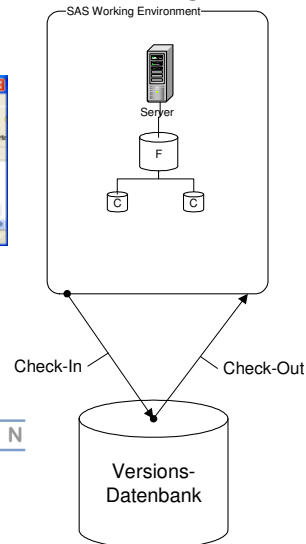 SAS Working Environment
Server
F
C C
Check-In
Check-Out
N
Versions-
Datenbank